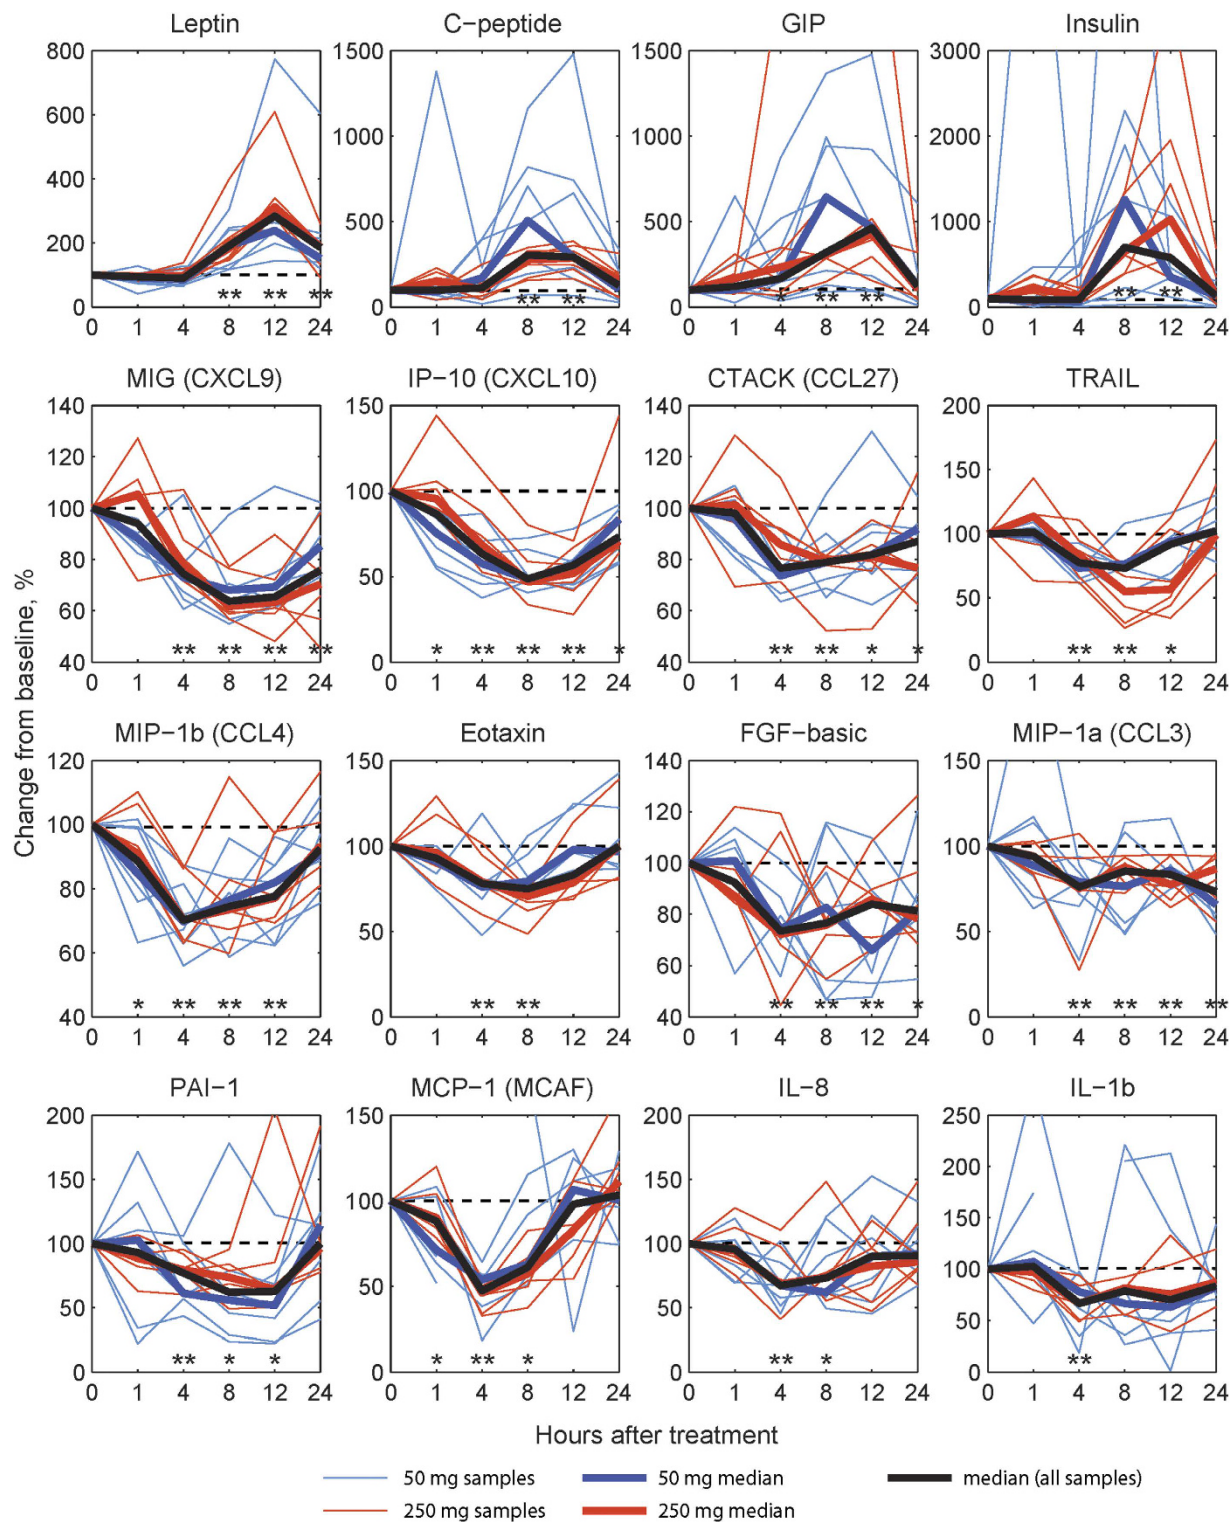 Leptin C-peptide GIP Insulin
800 1500 1500 3000
600
1000 1000 2000
400
500 500 1000
200
** ** ** ** ** * ** ** ** **
0 0 0 0
0 1 4 8 12 24 0 1 4 8 12 24 0 1 4 8 12 24 0 1 4 8 12 24
MIG (CXCL9) IP-10 (CXCL10) CTACK (CCL27) TRAIL
140 150 140 200
120 120
150
100 100 100
100
80 80
50
60 60 50
** ** ** ** * ** ** ** * ** ** * * ** ** *
40 0 40 0
0 1 4 8 12 24 0 1 4 8 12 24 0 1 4 8 12 24 0 1 4 8 12 24
Change from baseline, %
MIP-1b (CCL4) Eotaxin FGF-basic MIP-1a (CCL3)
120 150 140 150
120
100
100 100 100
80
80
50 50
60 60
* ** ** ** ** ** ** ** ** * ** ** ** **
40 0 40 0
0 1 4 8 12 24 0 1 4 8 12 24 0 1 4 8 12 24 0 1 4 8 12 24
PAI-1 MCP-1 (MCAF) IL-8 IL-1b
200 150 200 250
200
150 150
100 150
100 100
100
50
50 50 50
** * * * ** * ** * **
0 0 0 0
0 1 4 8 12 24 0 1 4 8 12 24 0 1 4 8 12 24 0 1 4 8 12 24
Hours after treatment
50 mg samples 50 mg median median (all samples)
250 mg samples 250 mg median